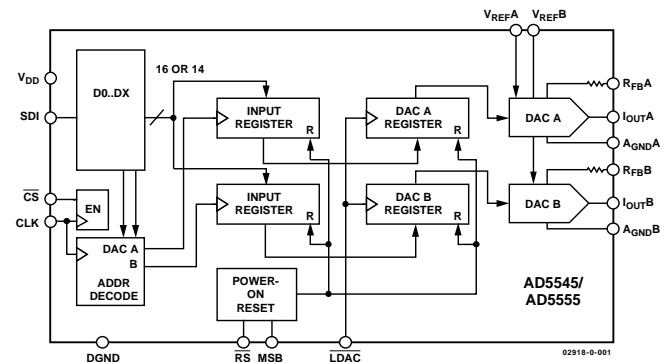 VREFA VREFB
VDD
SDI
D0..DX
16 OR 14
INPUT
REGISTER
R
DAC A
REGISTER
R
DAC A
RFBA
IOUTA
AGNDA
CS
CLK
EN
INPUT
REGISTER
R
DAC B
REGISTER
R
DAC B
RFBB
IOUTB
AGNDB
DAC A
B
ADDR
DECODE
POWER-
ON
RESET
AD5545/
AD5555
DGND
RS
MSB
LDAC
02918-0-001